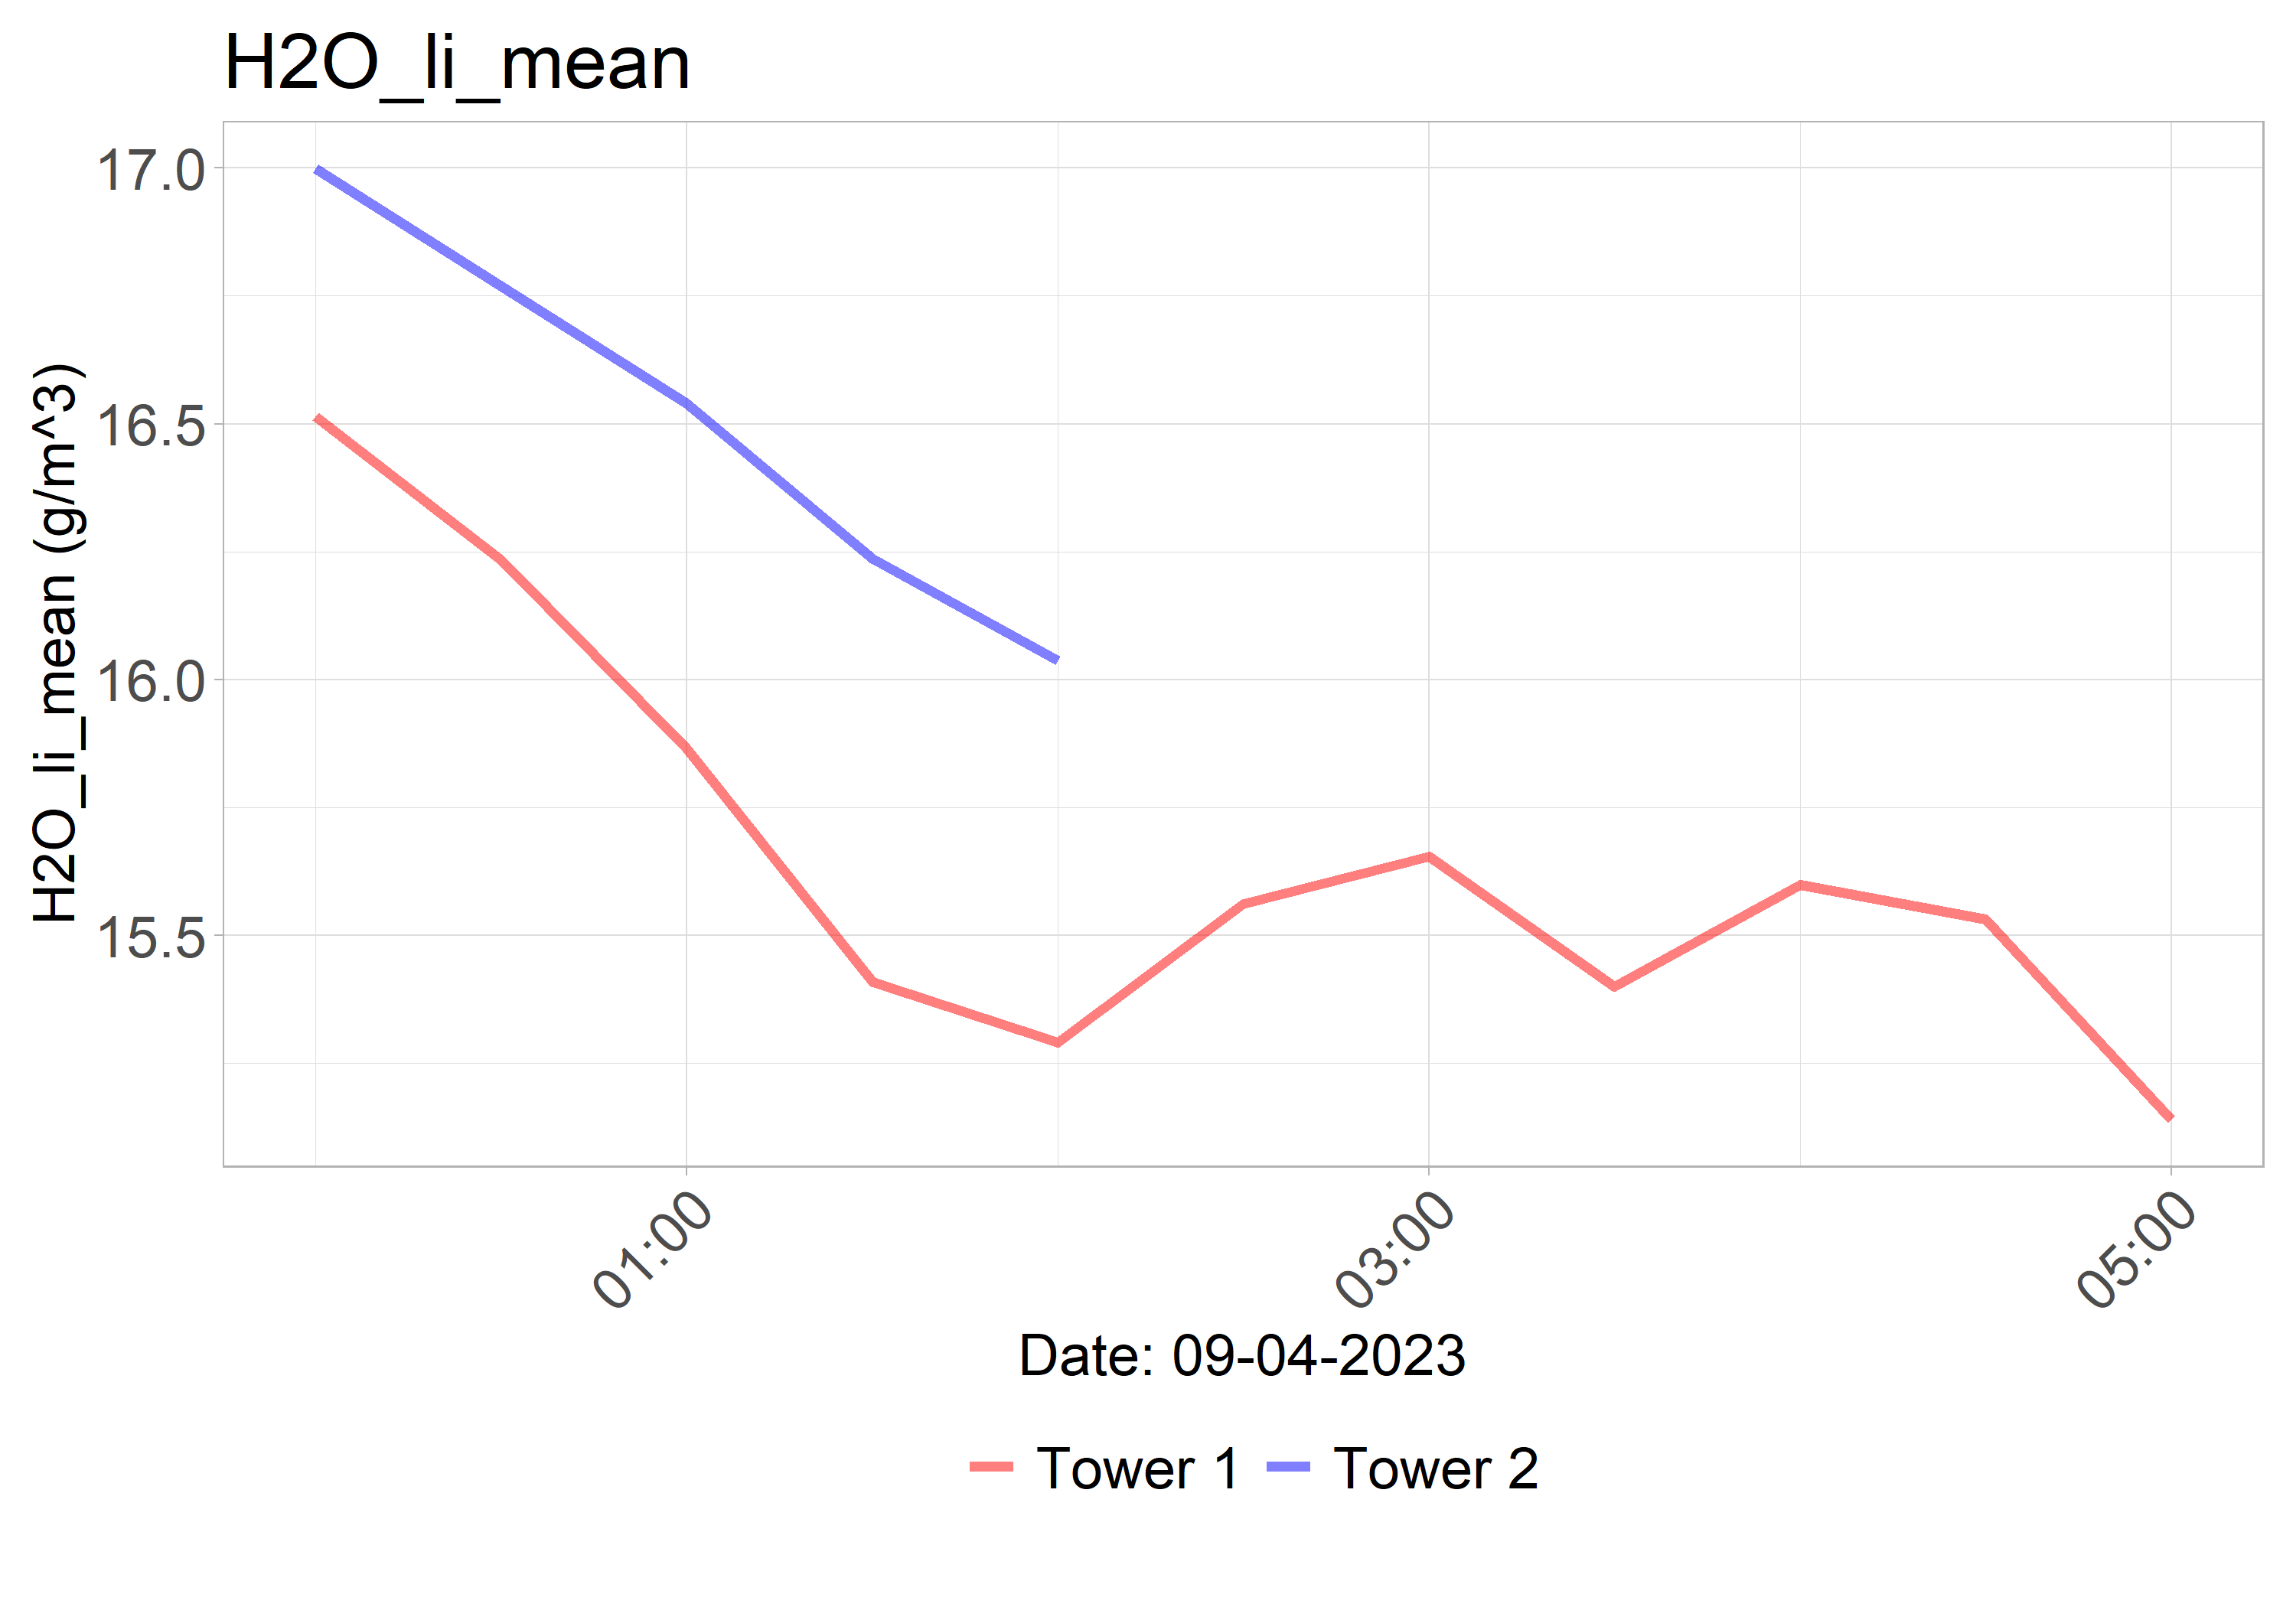 H2O_li_mean
H2O_li_mean (g/m^3)
17.0
16.5
16.0
15.5
01:00
03:00
05:00
Date: 09-04-2023
Tower 1
Tower 2